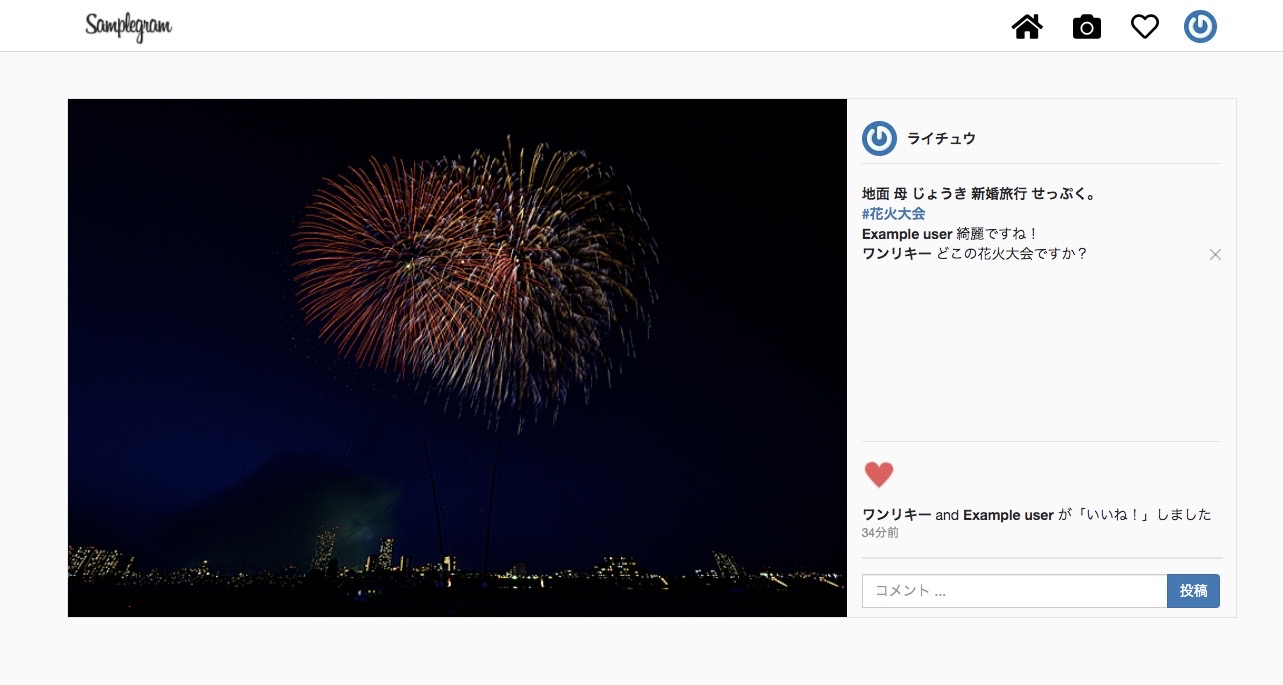 Samplegram
ライチュウ
地面 母 じょうき 新婚旅行 せっぷく。
#花火大会
Example user 綺麗ですね！
ワンリキー どこの花火大会ですか？
ワンリキー and Example user が「いいね！」しました
34分前
コメント ...
投稿